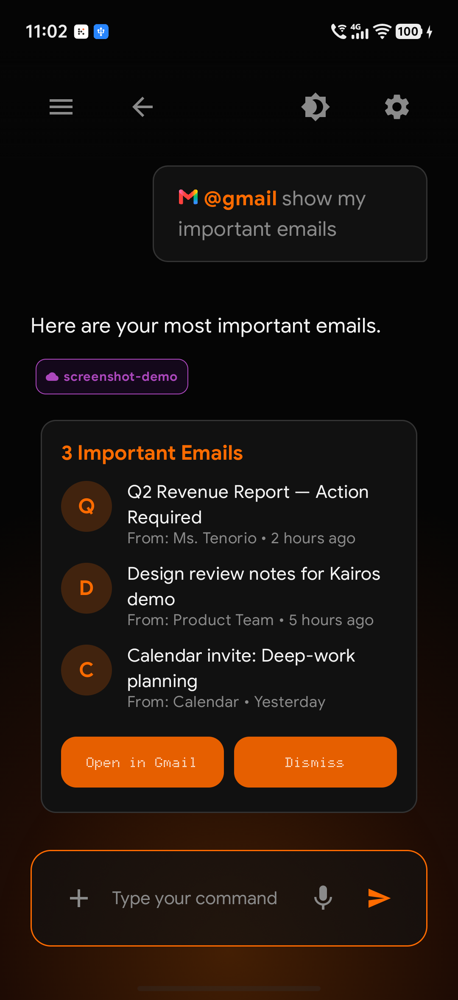 11:02
4G
100
@gmail show my
important emails
Here are your most important emails.
screenshot-demo
3 Important Emails
Q
Q2 Revenue Report — Action
Required
From: Ms. Tenorio • 2 hours ago
D
Design review notes for Kairos
demo
From: Product Team • 5 hours ago
C
Calendar invite: Deep-work
planning
From: Calendar • Yesterday
Open in Gmail
Dismiss
Type your command